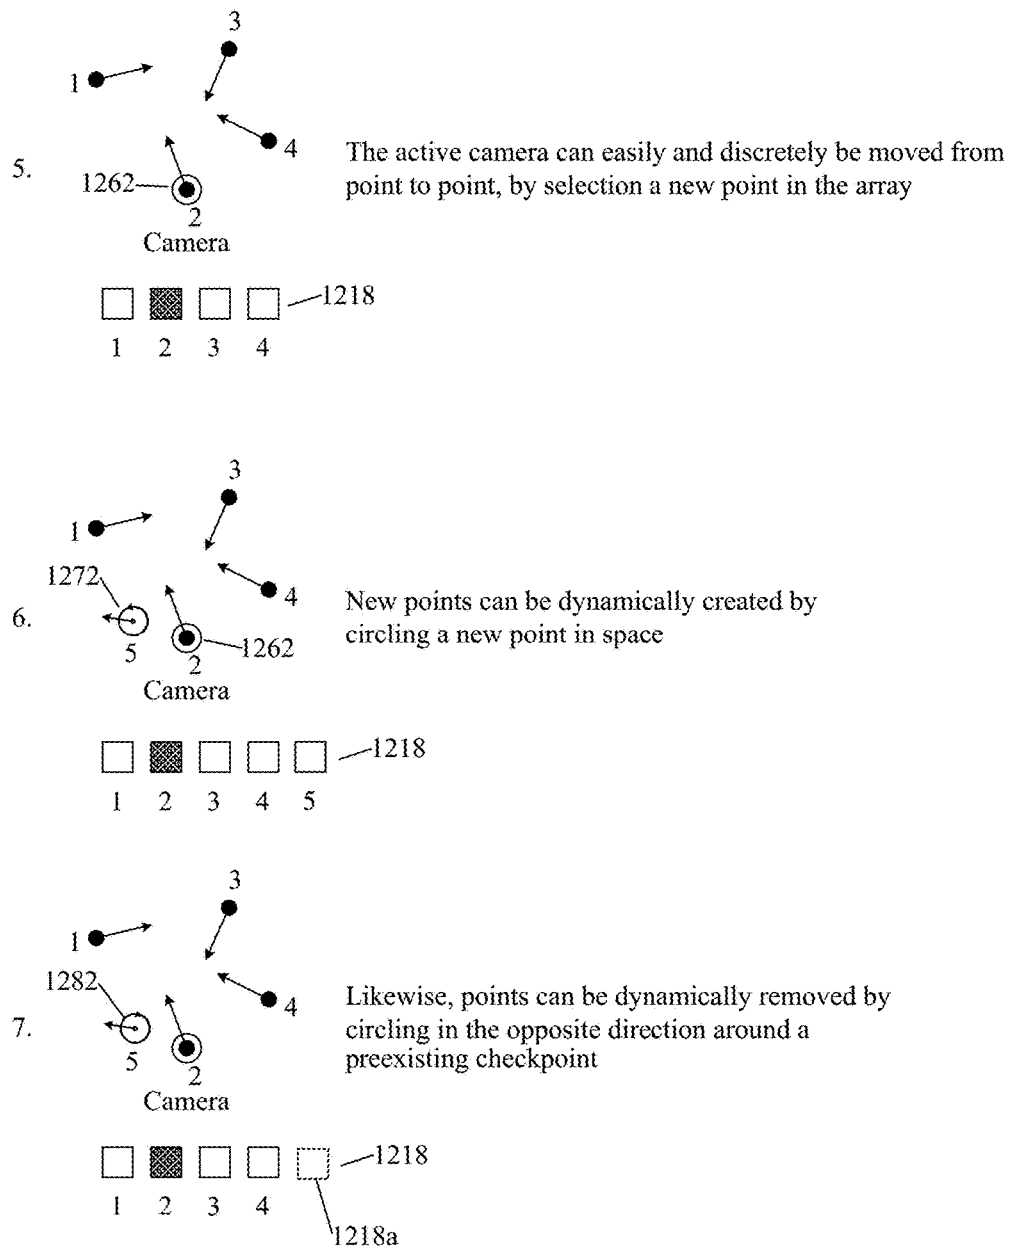 3
1
4
5.
The active camera can easily and discretely be moved from
point to point, by selection a new point in the array
1262
2
Camera
1218
1 2 3 4
3
1
1272
4
6.
New points can be dynamically created by
circling a new point in space
5
1262
2
Camera
1218
1 2 3 4 5
3
1
1282
4
7.
Likewise, points can be dynamically removed by
circling in the opposite direction around a
preexisting checkpoint
5
2
Camera
1218
1 2 3 4
1218a